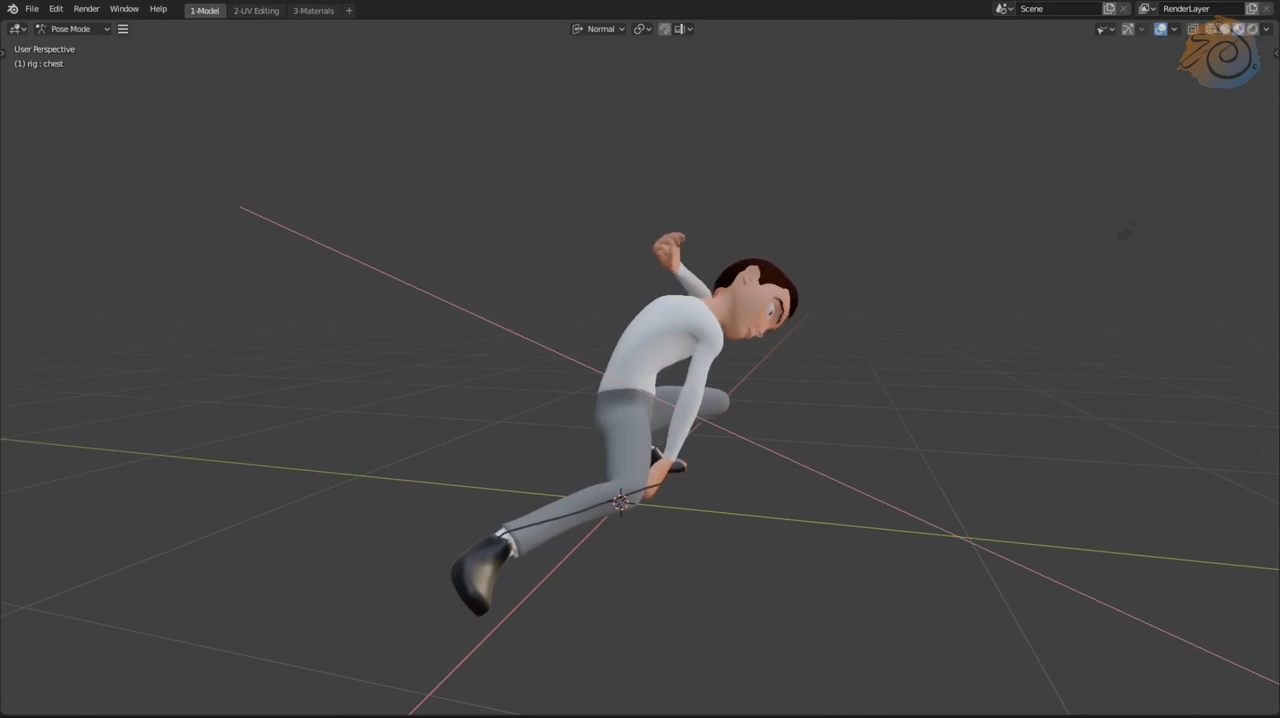 File Edit Render Window Help 1-Model 2-UV Editing 3-Materials + Scene RenderLayer
Pose Mode Normal
User Perspective
(1) rig : chest